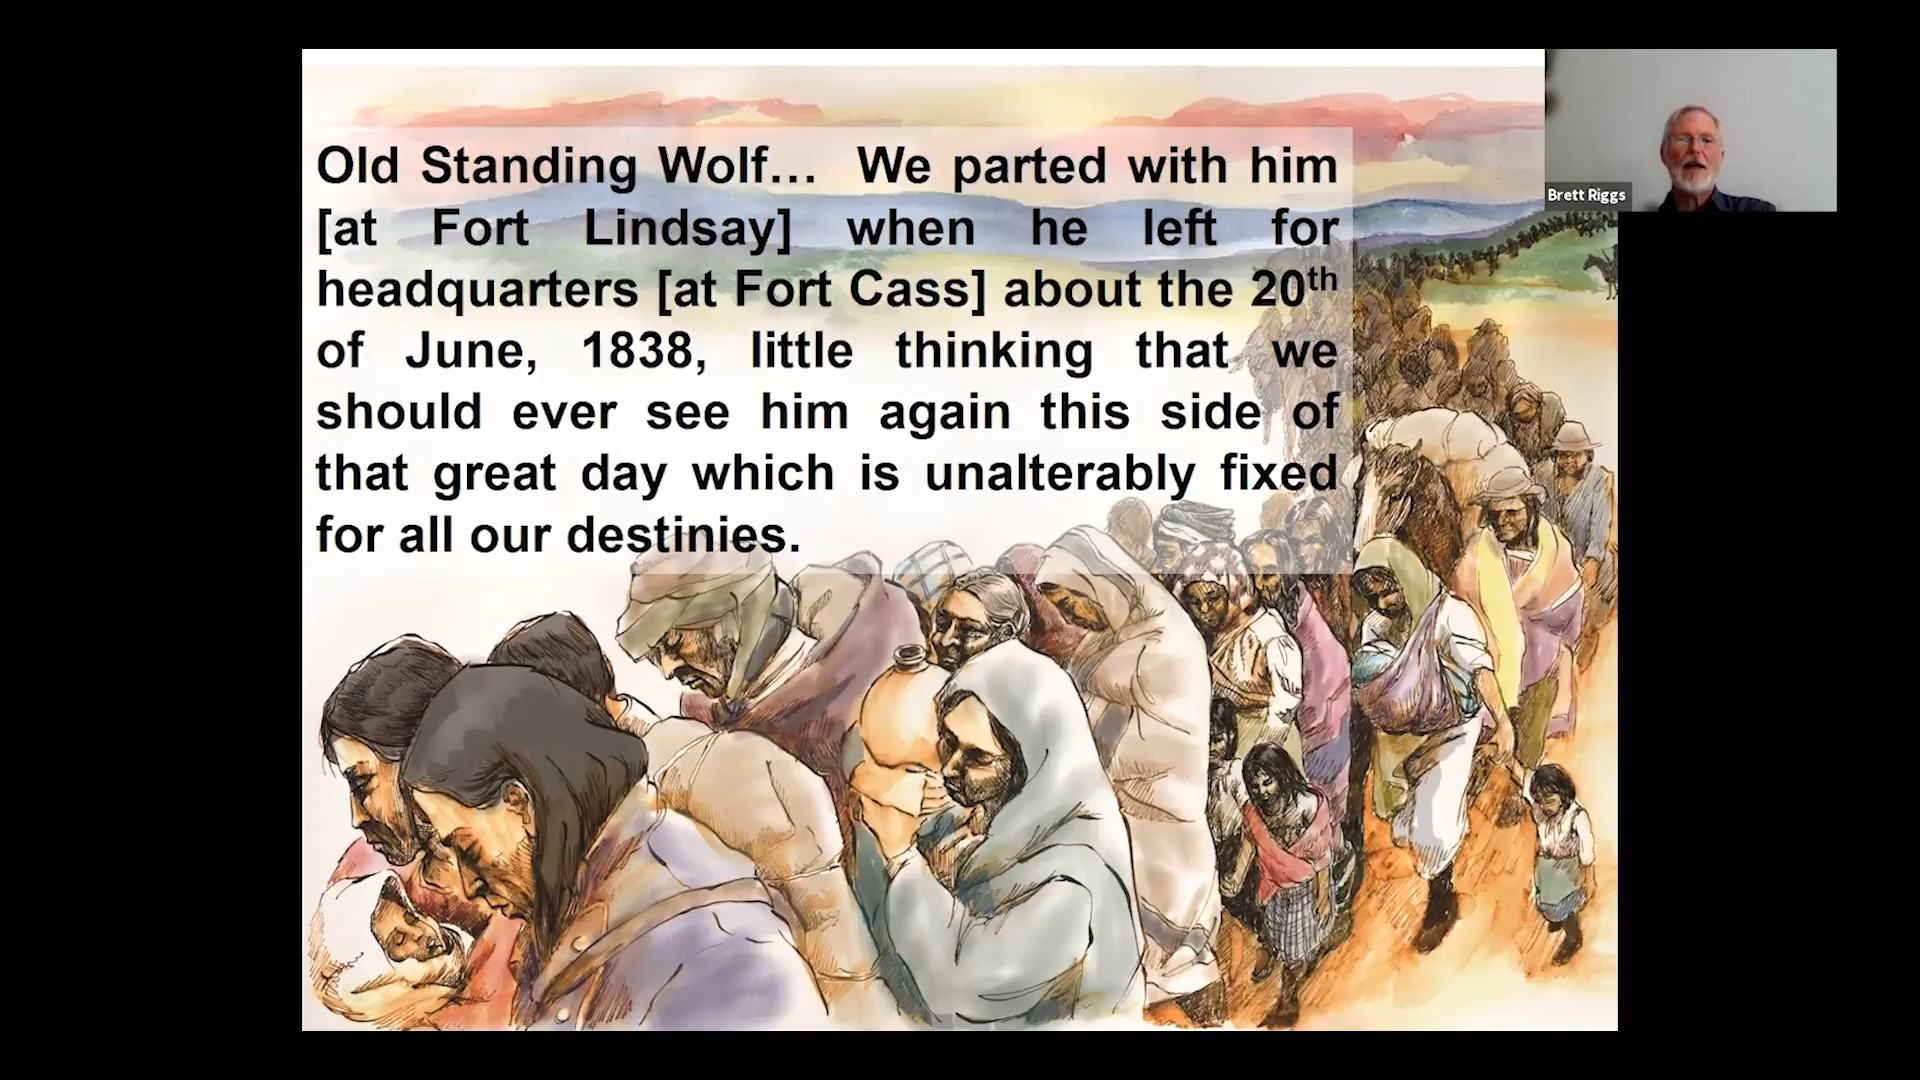 Old Standing Wolf... We parted with him
[at Fort Lindsay] when he left for
headquarters [at Fort Cass] about the 20th
of June, 1838, little thinking that we
should ever see him again this side of
that great day which is unalterably fixed
for all our destinies.
Brett Riggs